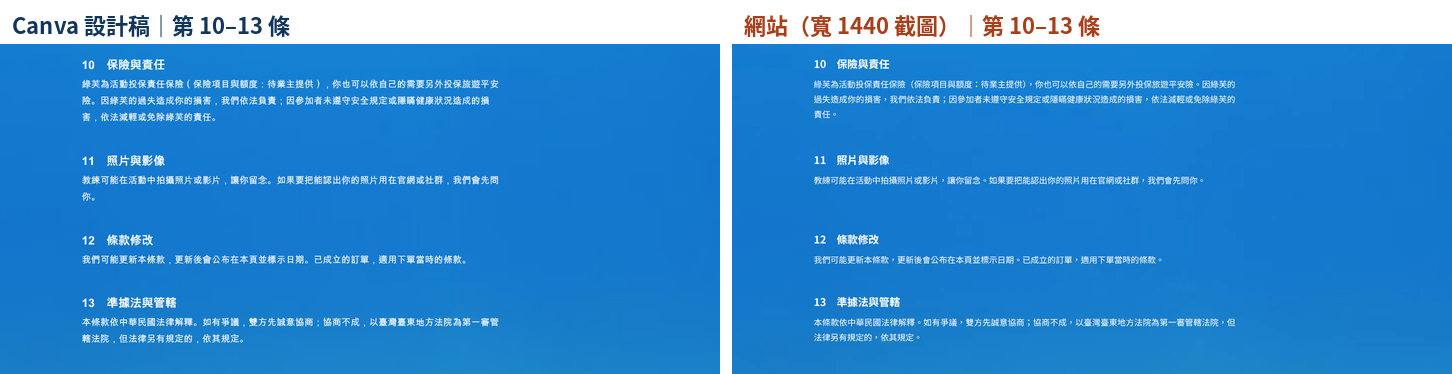 Canva 設計稿｜第 10–13 條
10 保險與責任
綠芙為活動投保責任保險（保險項目與額度：待業主提供），你也可以依自己的需要另外投保旅遊平安
險。因綠芙的過失造成你的損害，我們依法負責；因參加者未遵守安全規定或隱瞞健康狀況造成的損
害，依法減輕或免除綠芙的責任。
11 照片與影像
教練可能在活動中拍攝照片或影片，讓你留念。如果要把能認出你的照片用在官網或社群，我們會先問
你。
12 條款修改
我們可能更新本條款，更新後會公布在本頁並標示日期。已成立的訂單，適用下單當時的條款。
13 準據法與管轄
本條款依中華民國法律解釋。如有爭議，雙方先誠意協商；協商不成，以臺灣臺東地方法院為第一審管
轄法院，但法律另有規定的，依其規定。
網站（寬 1440 截圖）｜第 10–13 條
10 保險與責任
綠芙為活動投保責任保險（保險項目與額度：待業主提供），你也可以依自己的需要另外投保旅遊平安險。因綠芙的
過失造成你的損害，我們依法負責；因參加者未遵守安全規定或隱瞞健康狀況造成的損害，依法減輕或免除綠芙的
責任。
11 照片與影像
教練可能在活動中拍攝照片或影片，讓你留念。如果要把能認出你的照片用在官網或社群，我們會先問你。
12 條款修改
我們可能更新本條款，更新後會公布在本頁並標示日期。已成立的訂單，適用下單當時的條款。
13 準據法與管轄
本條款依中華民國法律解釋。如有爭議，雙方先誠意協商；協商不成，以臺灣臺東地方法院為第一審管轄法院，但
法律另有規定的，依其規定。